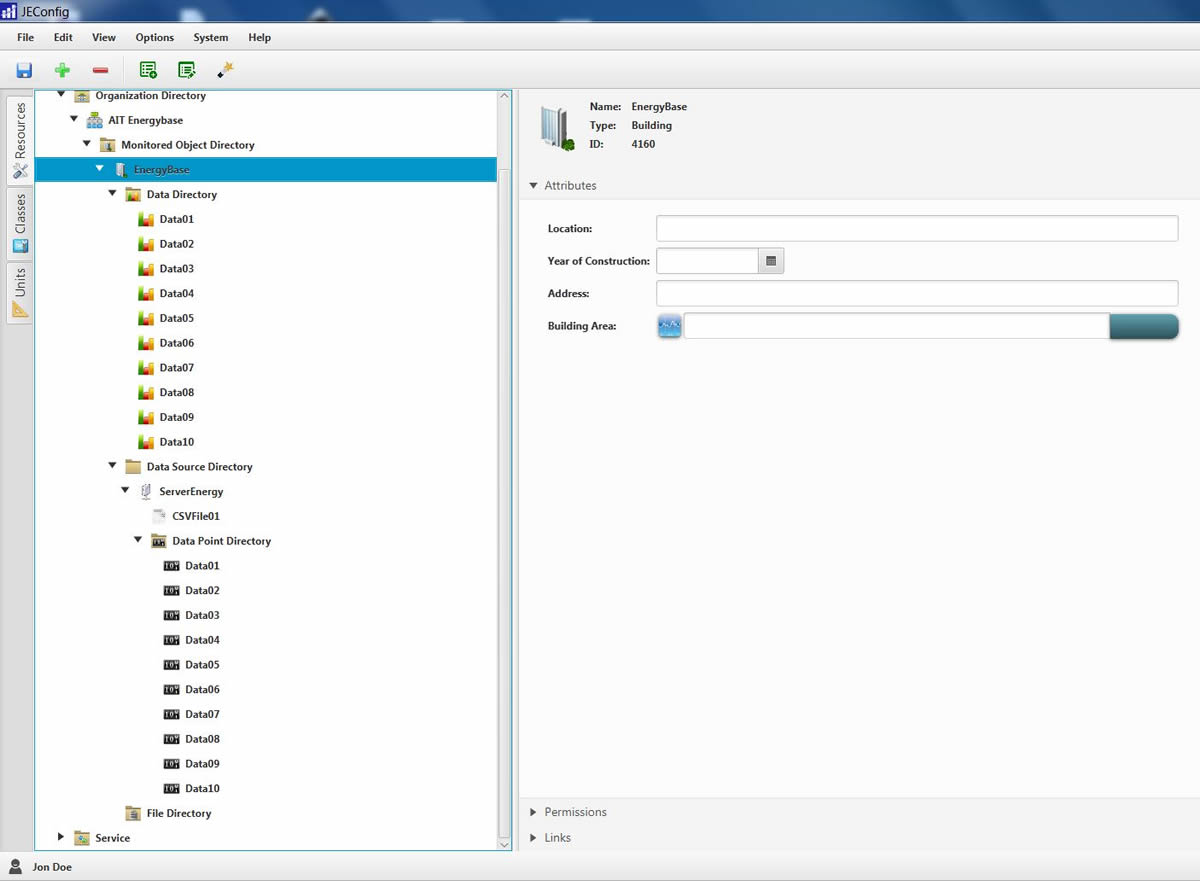 JEConfig
File Edit View Options System Help
Resources
Classes
Units
Organization Directory
AIT Energybase
Monitored Object Directory
EnergyBase
Data Directory
Data01
Data02
Data03
Data04
Data05
Data06
Data07
Data08
Data09
Data10
Data Source Directory
ServerEnergy
CSVFile01
Data Point Directory
Data01
Data02
Data03
Data04
Data05
Data06
Data07
Data08
Data09
Data10
File Directory
Service
Name: EnergyBase
Type: Building
ID: 4160
Attributes
Location:
Year of Construction:
Address:
Building Area:
Permissions
Links
Jon Doe